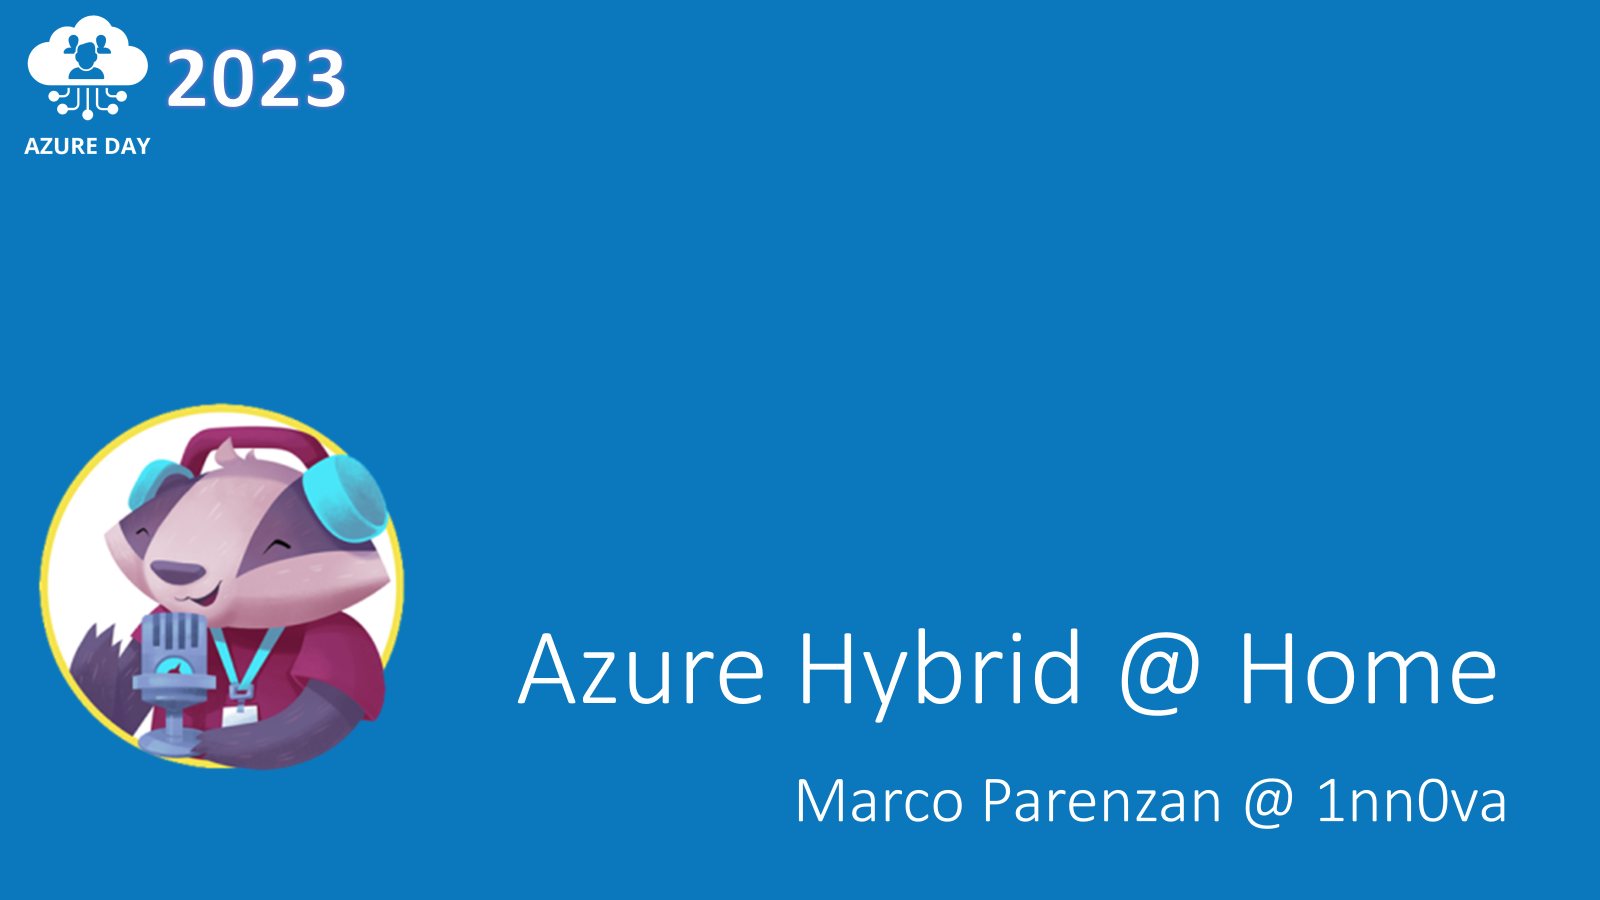 2023
AZURE DAY
Azure Hybrid @ Home
Marco Parenzan @ 1nn0va